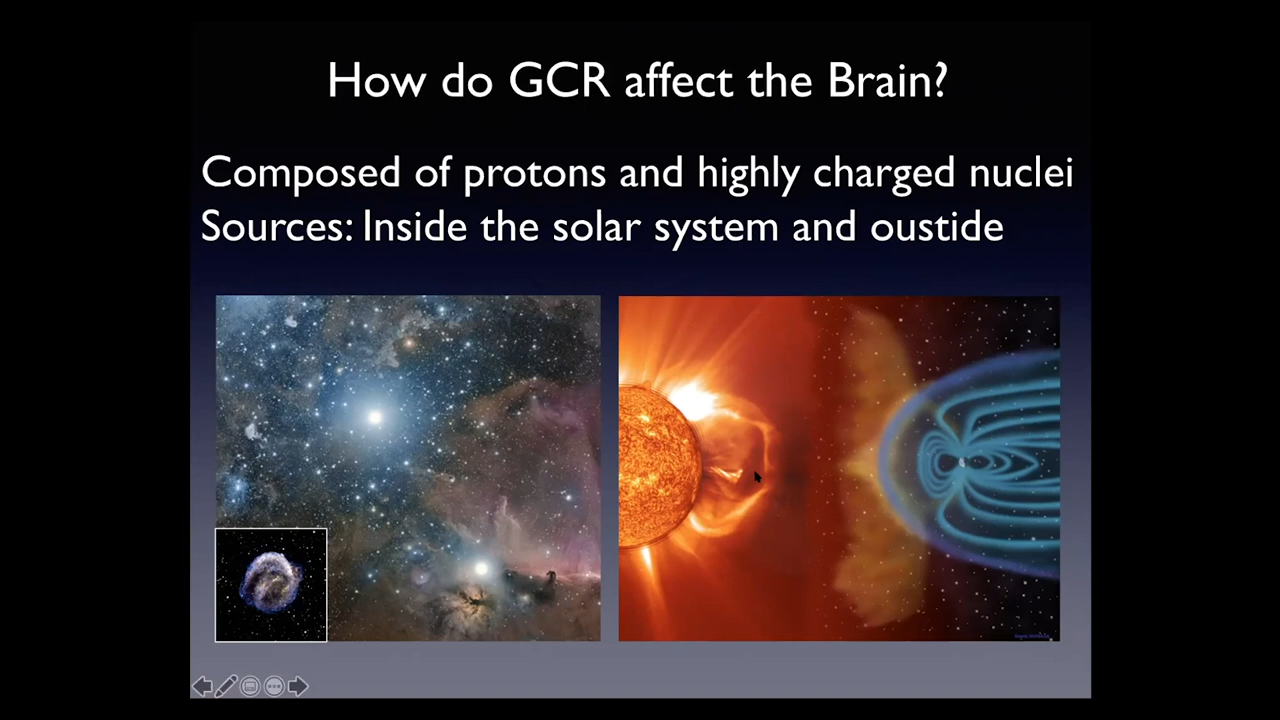 How do GCR affect the Brain?
Composed of protons and highly charged nuclei
Sources: Inside the solar system and oustide